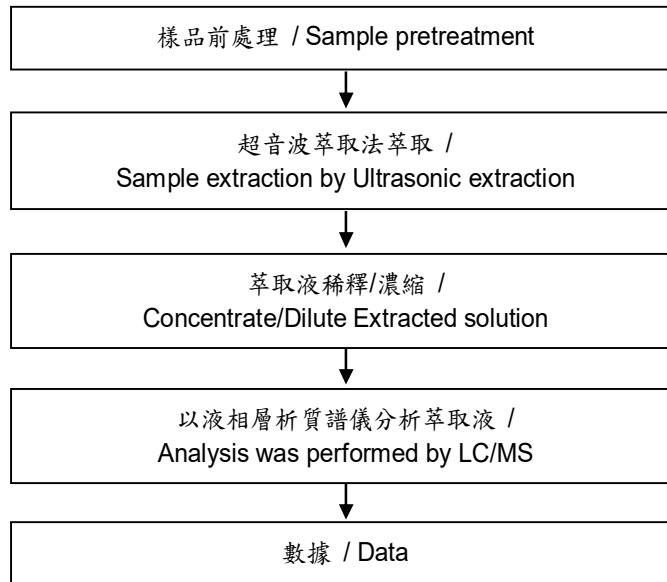 樣品前處理 / Sample pretreatment
超音波萃取法萃取 /
Sample extraction by Ultrasonic extraction
萃取液稀釋/濃縮 /
Concentrate/Dilute Extracted solution
以液相層析質譜儀分析萃取液 /
Analysis was performed by LC/MS
數據 / Data